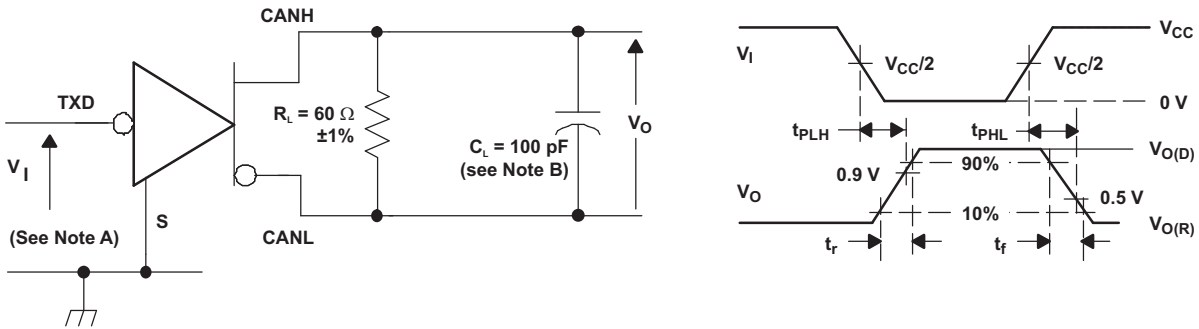 CANH
TXD
R_L = 60 Ω
±1%
C_L = 100 pF
(see Note B)
V_O
V_I
S
(See Note A)
CANL
V_I
V_CC
V_CC/2
V_CC/2
0 V
t_PLH
t_PHL
V_O(D)
90%
0.9 V
0.5 V
V_O
10%
V_O(R)
t_r
t_f